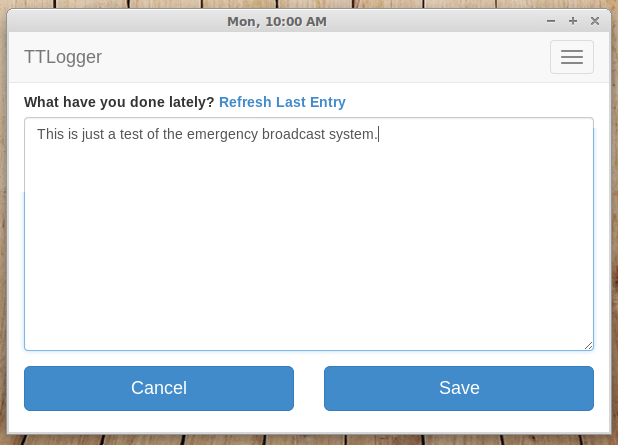 Mon, 10:00 AM
TTLogger
What have you done lately? Refresh Last Entry
This is just a test of the emergency broadcast system.
Cancel Save